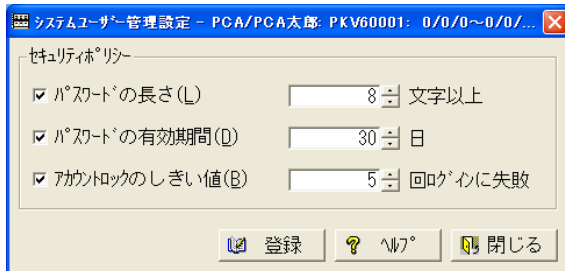 システムユーザー管理設定 - PCA/PCA太郎: PKV60001: 0/0/0～0/0/...
ｾｷｭﾘﾃｨﾎﾟﾘｼｰ
ﾊﾟｽﾜｰﾄﾞの長さ(L) 8 文字以上
ﾊﾟｽﾜｰﾄﾞの有効期間(D) 30 日
ｱｶｳﾝﾄﾛｯｸのしきい値(B) 5 回ﾛｸﾞｲﾝに失敗
登録 ﾍﾙﾌﾟ 閉じる